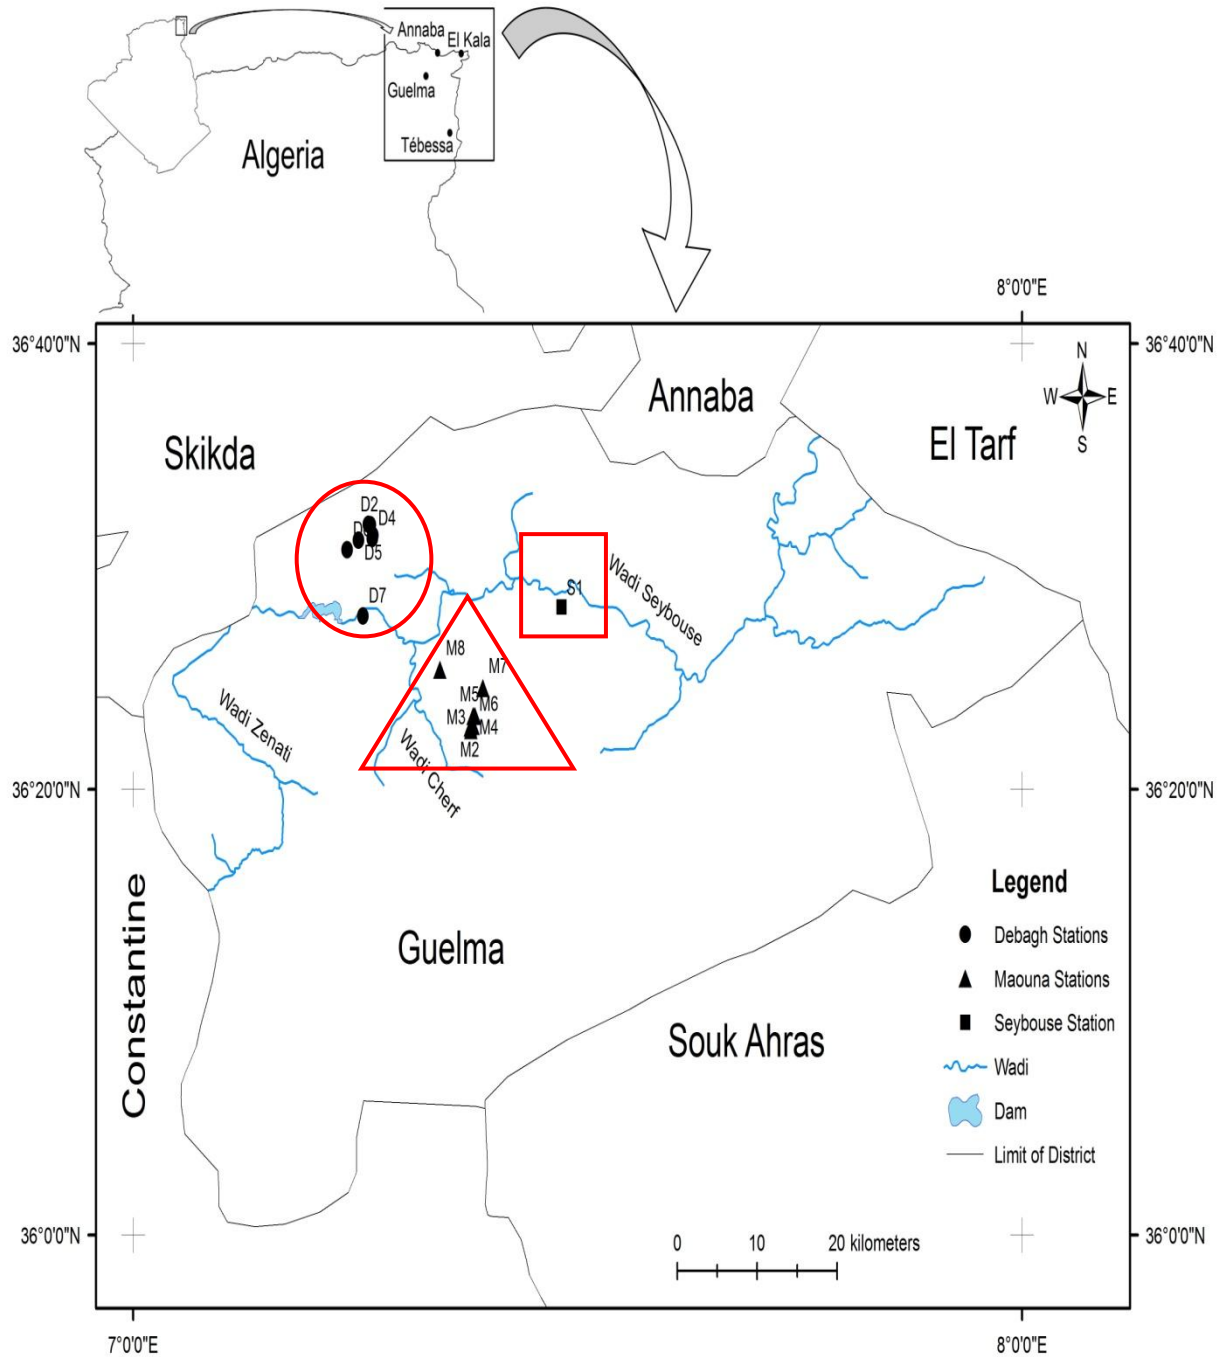 Annaba
El Kala
Guelma
Tébessa
Algeria
8°0'0"E
36°40'0"N
36°40'0"N
N
W
E
S
Annaba
El Tarf
Skikda
D2
D4
D5
D7
S1
Wadi Seybouse
M8
M7
M5
M6
M3
M4
M2
Wadi Zenati
Wadi Cherf
36°20'0"N
36°20'0"N
Constantine
Guelma
Souk Ahras
Legend
Debagh Stations
Maouna Stations
Seybouse Station
Wadi
Dam
Limit of District
36°0'0"N
36°0'0"N
0 10 20 kilometers
7°0'0"E
8°0'0"E